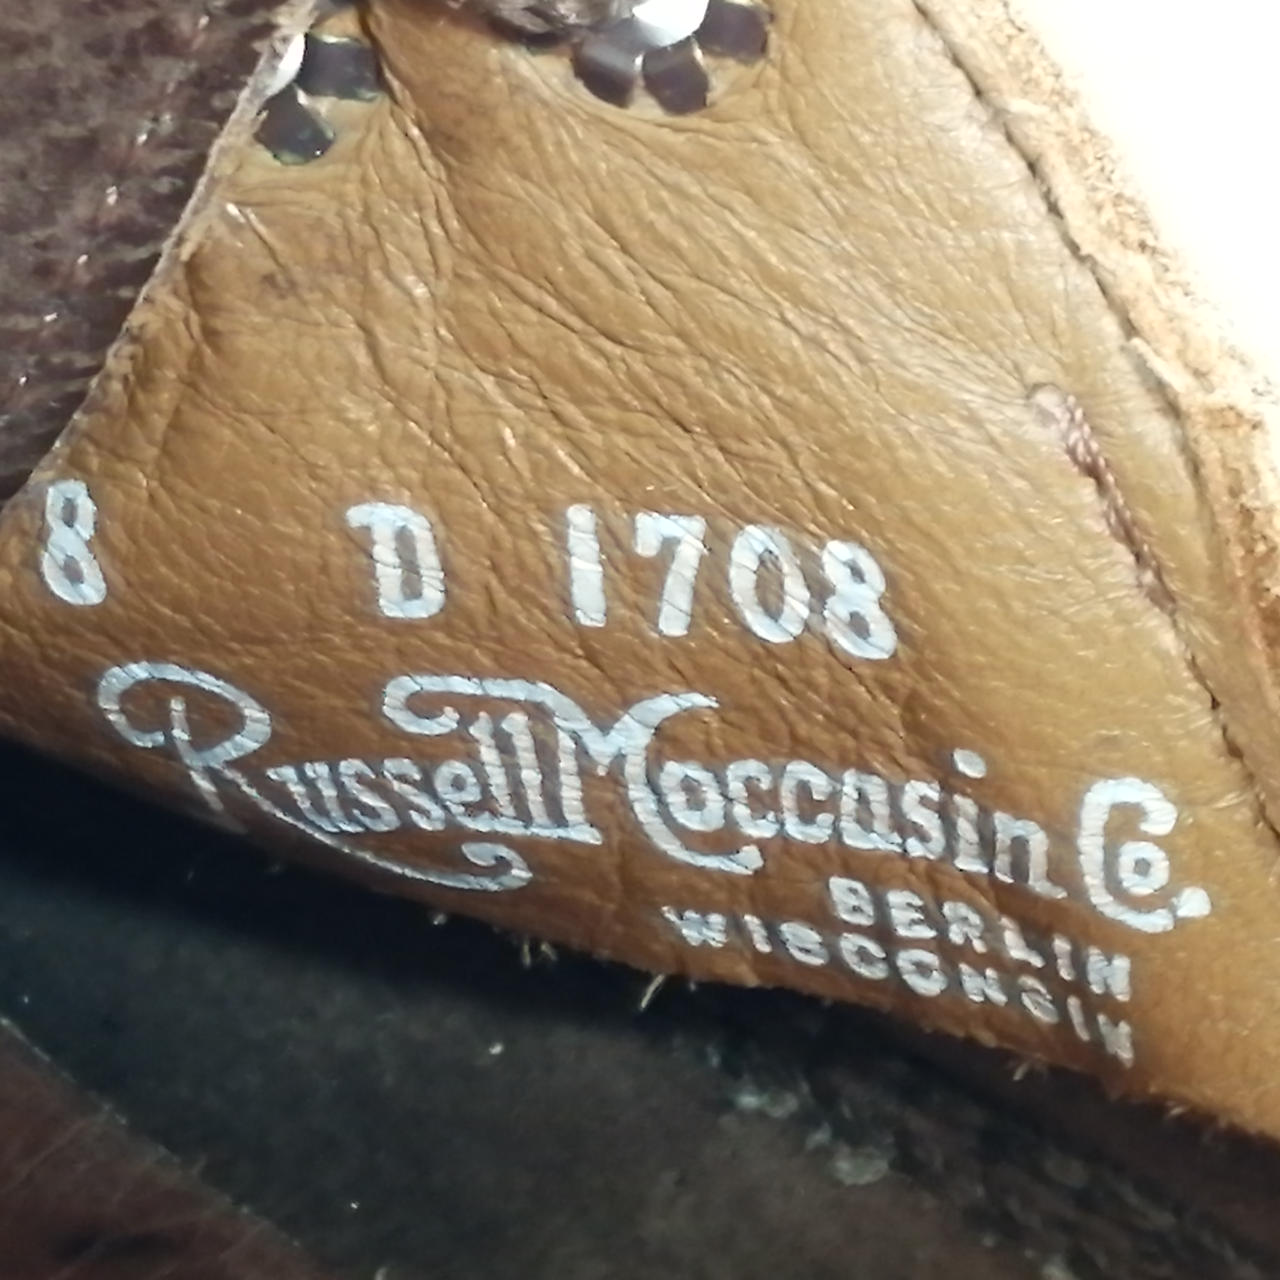 8 D 1708
Russell Moccasin Co.
BERLIN
WISCONSIN